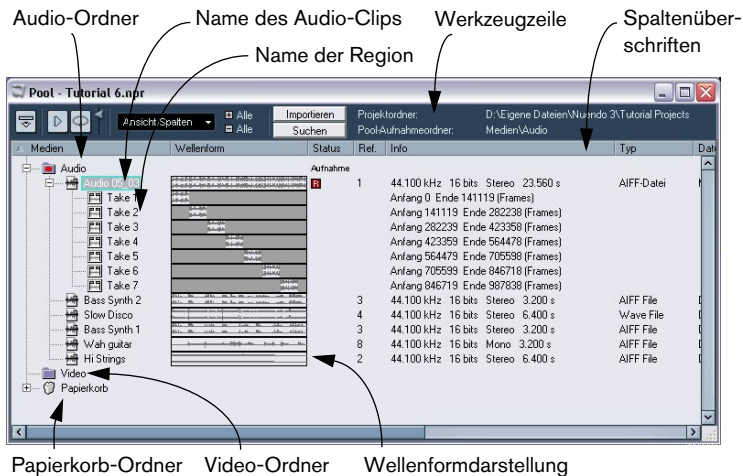 Audio-Ordner Name des Audio-Clips Werkzeugzeile Spaltenüber-
schriften
Name der Region
Pool - Tutorial 6.npr
Ansicht/Spalten Alle Importieren Projektordner: D:\Eigene Dateien\Nuendo 3\Tutorial Projects
Alle Suchen Pool-Aufnahmeordner: Medien\Audio
Medien Wellenform Status Ref. Info Typ
Audio Aufnahme
Audio 05_03 R 1 44.100 kHz 16 bits Stereo 23.560 s AIFF-Datei
Take 1 Anfang 0 Ende 141119 (Frames)
Take 2 Anfang 141119 Ende 282238 (Frames)
Take 3 Anfang 282239 Ende 423358 (Frames)
Take 4 Anfang 423359 Ende 564478 (Frames)
Take 5 Anfang 564479 Ende 705598 (Frames)
Take 6 Anfang 705599 Ende 846718 (Frames)
Take 7 Anfang 846719 Ende 987838 (Frames)
Bass Synth 2 3 44.100 kHz 16 bits Stereo 3.200 s AIFF File
Slow Disco 4 44.100 kHz 16 bits Stereo 6.400 s Wave File
Bass Synth 1 3 44.100 kHz 16 bits Stereo 3.200 s AIFF File
Wah guitar 8 44.100 kHz 16 bits Mono 3.200 s AIFF File
Hi Strings 2 44.100 kHz 16 bits Stereo 6.400 s AIFF File
Video
Papierkorb
Papierkorb-Ordner Video-Ordner Wellenformdarstellung